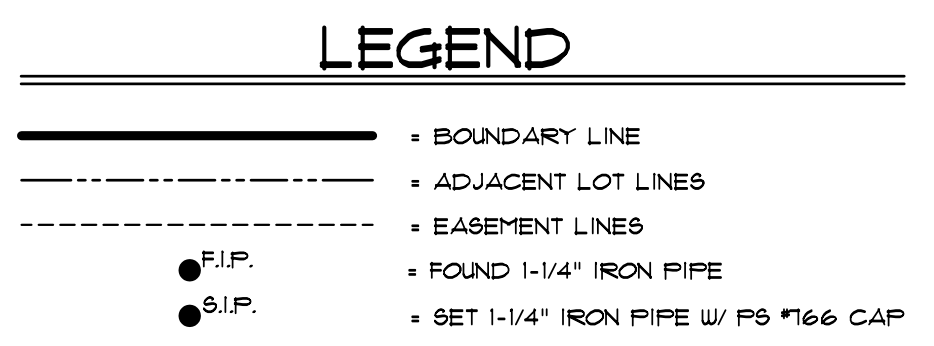 LEGEND
= BOUNDARY LINE
= ADJACENT LOT LINES
= EASEMENT LINES
F.I.P. = FOUND 1-1/4" IRON PIPE
S.I.P. = SET 1-1/4" IRON PIPE W/ PS #766 CAP